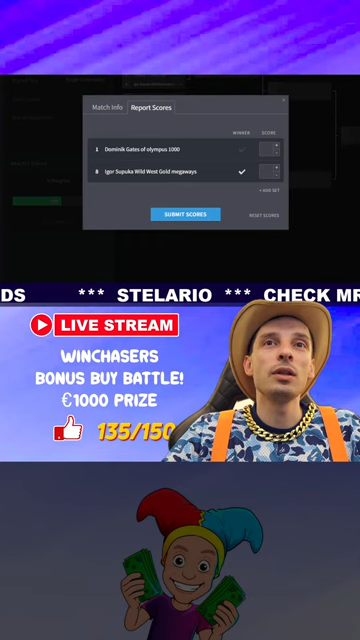 Match Info
Report Scores
WINNER SCORE
1 Dominik Gates of olympus 1000
8 Igor Supuka Wild West Gold megaways
+ ADD SET
SUBMIT SCORES
RESET SCORES
DS *** STELARIO *** CHECK MR
LIVE STREAM
WINCHASERS
BONUS BUY BATTLE!
€1000 PRIZE
135/150